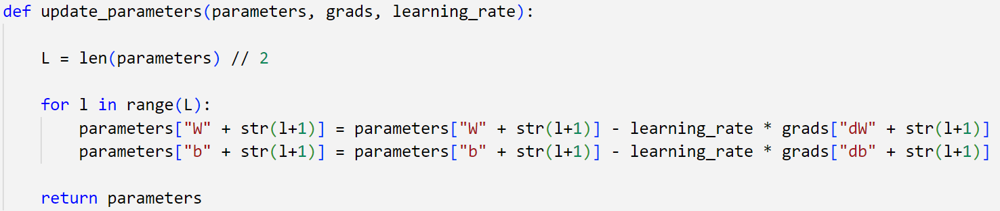 def update_parameters(parameters, grads, learning_rate):
L = len(parameters) // 2
for l in range(L):
parameters["W" + str(l+1)] = parameters["W" + str(l+1)] - learning_rate * grads["dW" + str(l+1)]
parameters["b" + str(l+1)] = parameters["b" + str(l+1)] - learning_rate * grads["db" + str(l+1)]
return parameters